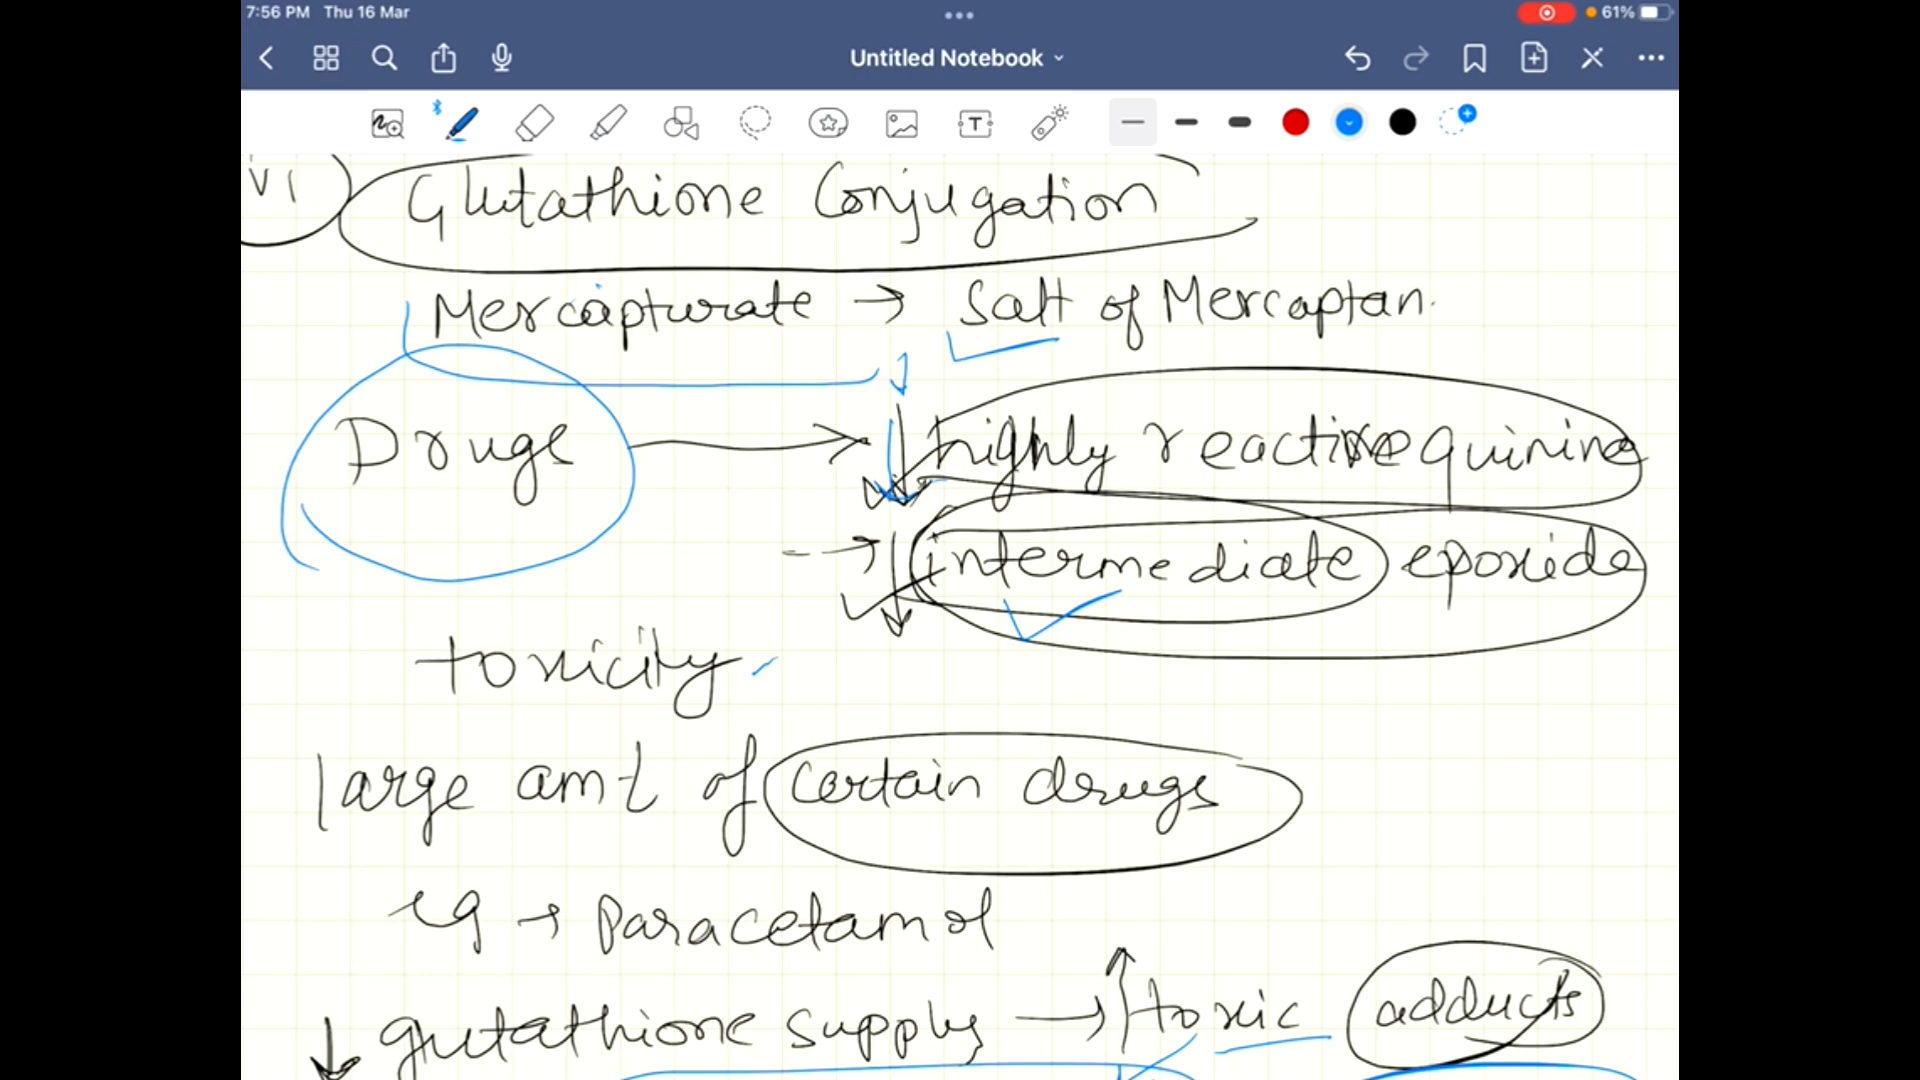 7:56 PM Thu 16 Mar
61%
Untitled Notebook
T
VI
Glutathione Conjugation
Mercapturate → Salt of Mercaptan.
Drugs → ↓ highly reactive quinine
→ ↓ intermediate epoxide
toxicity
large amt of certain drugs
eg → Paracetamol
↓ glutathione supply → ↑ toxic adducts